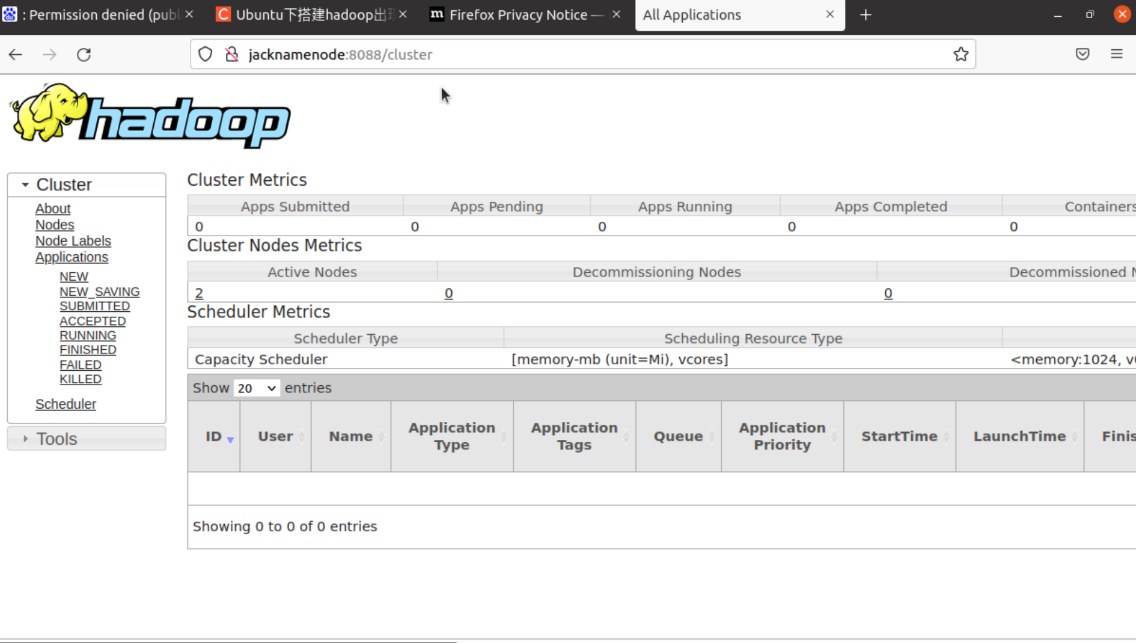 : Permission denied (publ
Ubuntu下搭建hadoop出现
Firefox Privacy Notice —
All Applications
jacknamenode:8088/cluster
hadoop
Cluster
About
Nodes
Node Labels
Applications
NEW
NEW_SAVING
SUBMITTED
ACCEPTED
RUNNING
FINISHED
FAILED
KILLED
Scheduler
Tools
Cluster Metrics
Apps Submitted Apps Pending Apps Running Apps Completed Containers
0 0 0 0 0
Cluster Nodes Metrics
Active Nodes Decommissioning Nodes Decommissioned
2 0 0
Scheduler Metrics
Scheduler Type Scheduling Resource Type
Capacity Scheduler [memory-mb (unit=Mi), vcores] <memory:1024,
Show 20 entries
ID User Name Application Type Application Tags Queue Application Priority StartTime LaunchTime Finis
Showing 0 to 0 of 0 entries